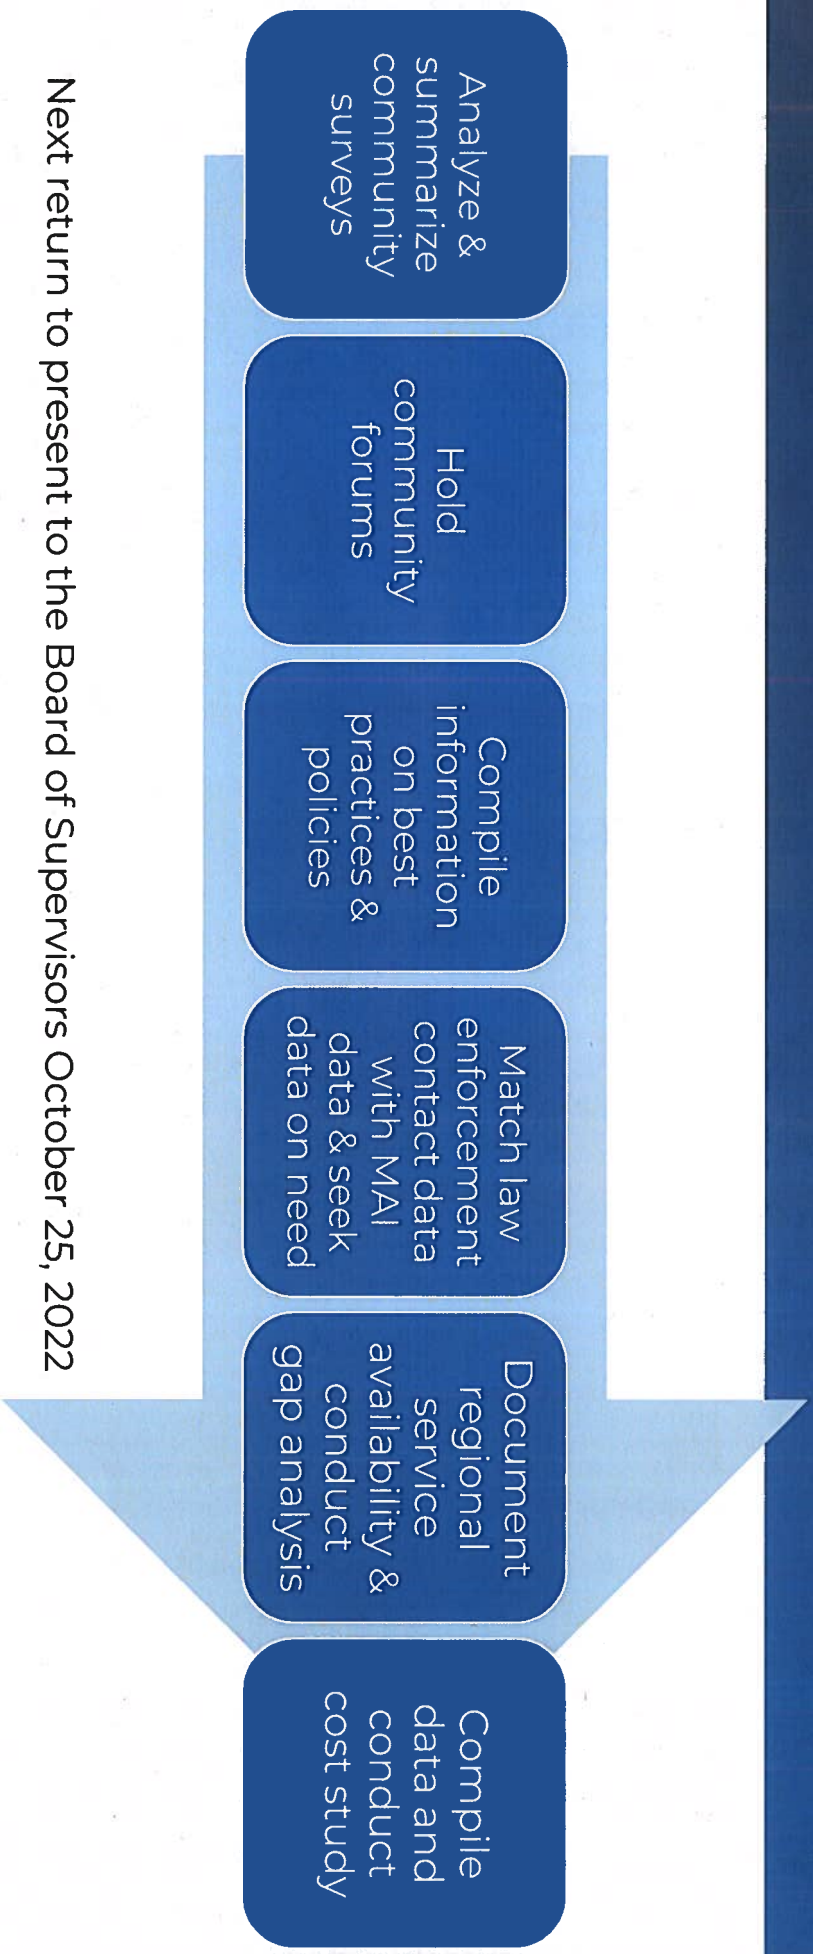 Analyze &
summarize
community
surveys
Hold
community
forums
Compile
information
on best
practices &
policies
Match law
enforcement
contact data
with MAI
data & seek
data on need
Document
regional
service
availability &
conduct
gap analysis
Compile
data and
conduct
cost study
Next return to present to the Board of Supervisors October 25, 2022